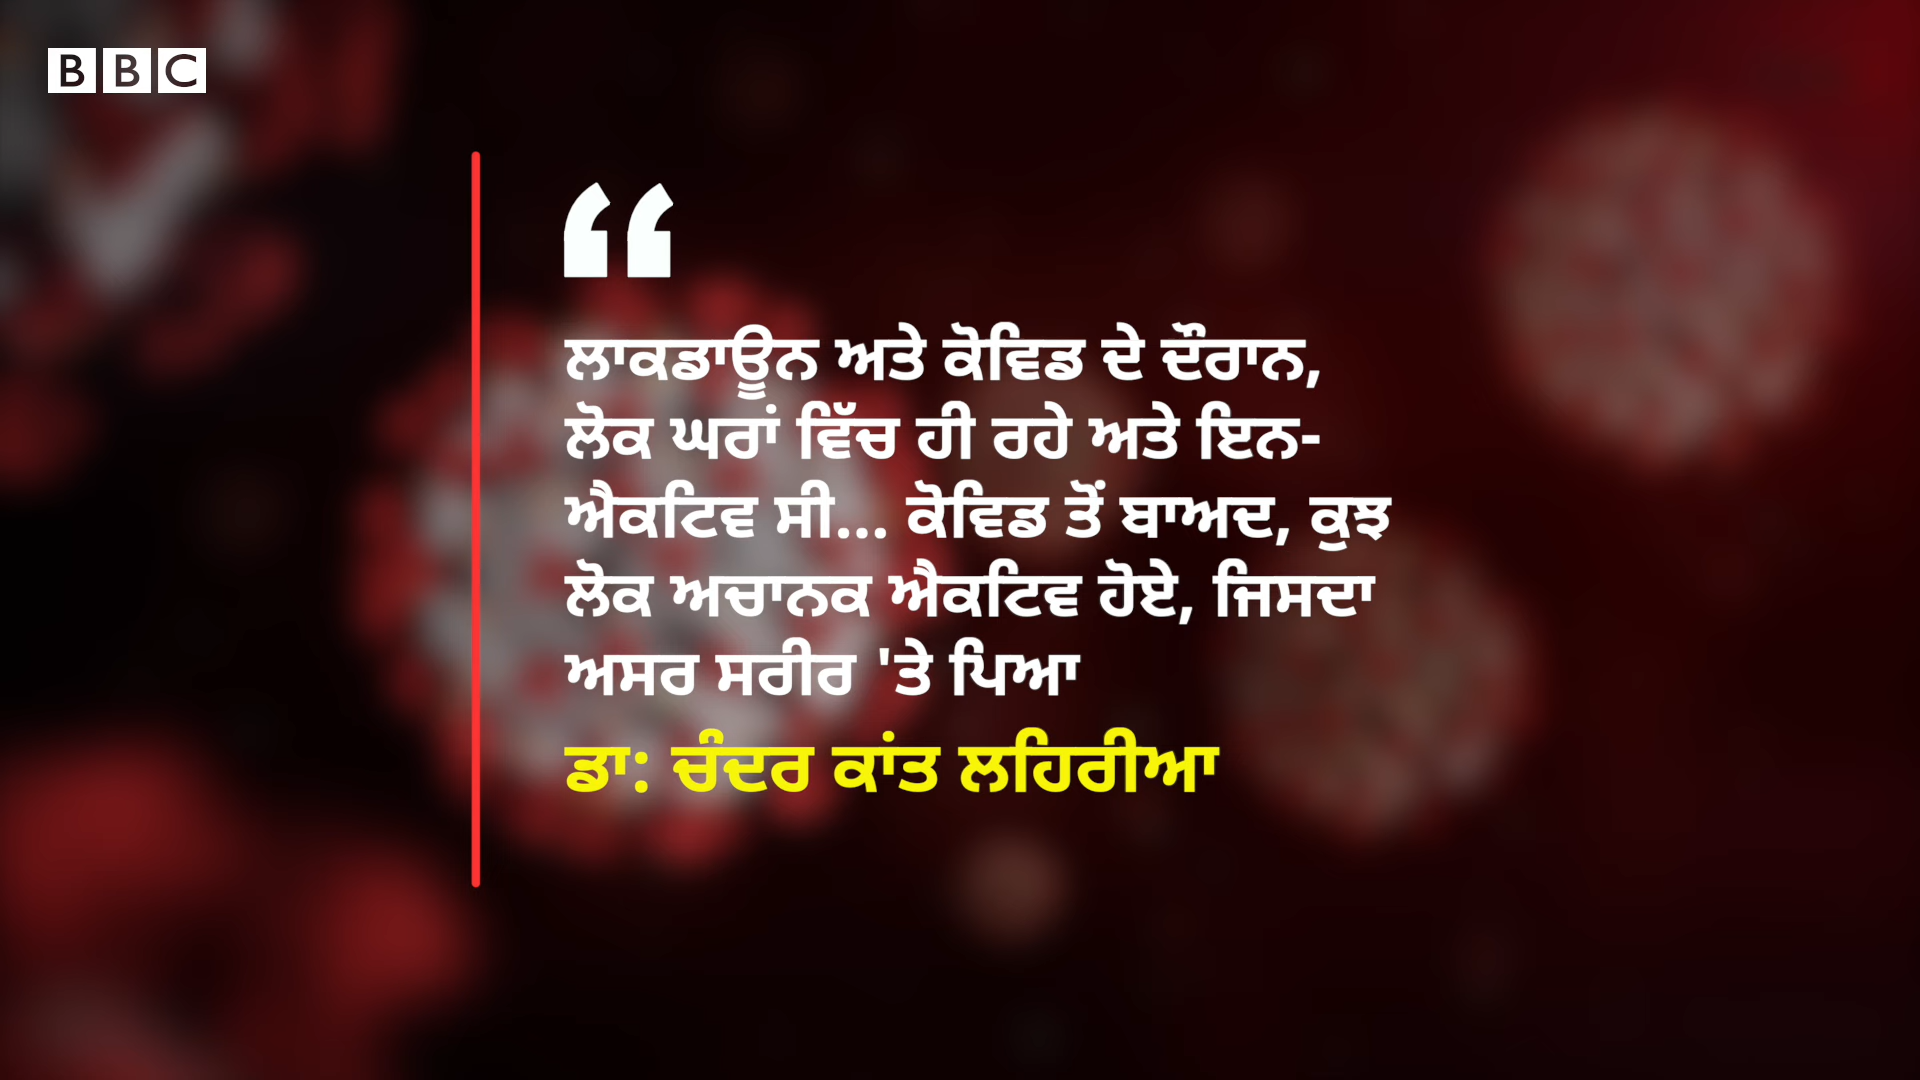 BBC
“
ਲਾਕਡਾਊਨ ਅਤੇ ਕੋਵਿਡ ਦੇ ਦੌਰਾਨ,
ਲੋਕ ਘਰਾਂ ਵਿੱਚ ਹੀ ਰਹੇ ਅਤੇ ਇਨ-
ਐਕਟਿਵ ਸੀ... ਕੋਵਿਡ ਤੋਂ ਬਾਅਦ, ਕੁਝ
ਲੋਕ ਅਚਾਨਕ ਐਕਟਿਵ ਹੋਏ, ਜਿਸਦਾ
ਅਸਰ ਸਰੀਰ 'ਤੇ ਪਿਆ
ਡਾ: ਚੰਦਰ ਕਾਂਤ ਲਹਿਰੀਆ